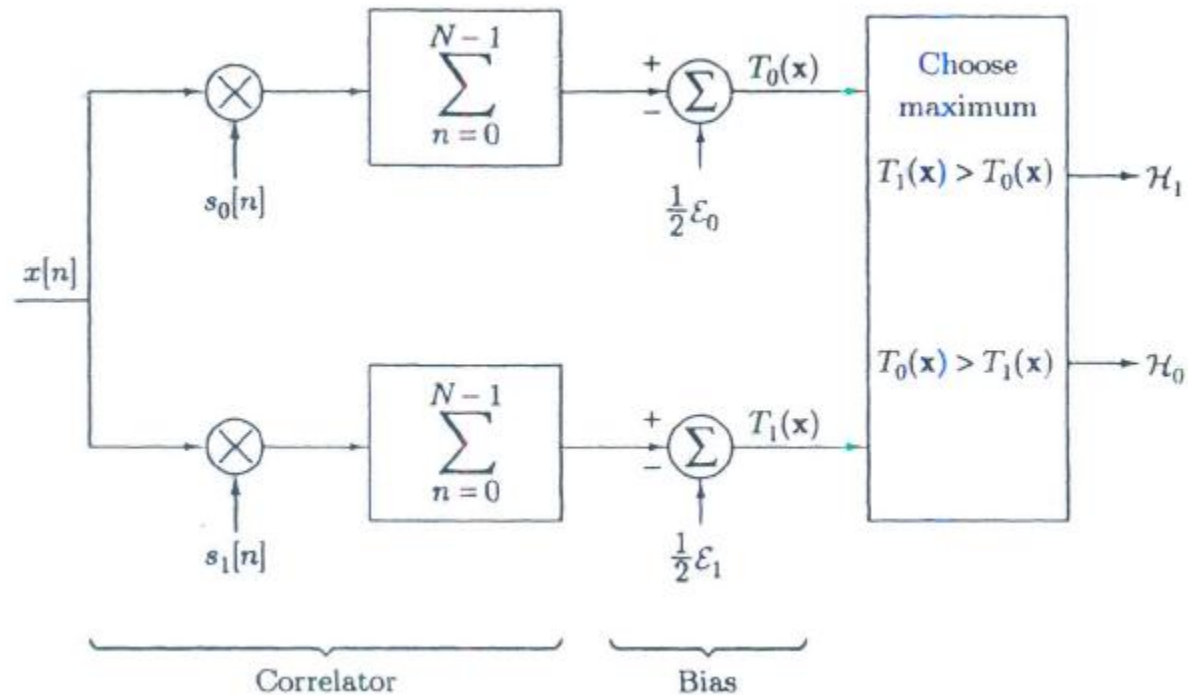 N − 1
∑
n = 0
s₀[n]
+
−
∑
T₀(𝐱)
½ℰ₀
Choose
maximum
T₁(𝐱) > T₀(𝐱)
ℋ₁
x[n]
T₀(𝐱) > T₁(𝐱)
ℋ₀
N − 1
∑
n = 0
s₁[n]
+
−
∑
T₁(𝐱)
½ℰ₁
Correlator
Bias